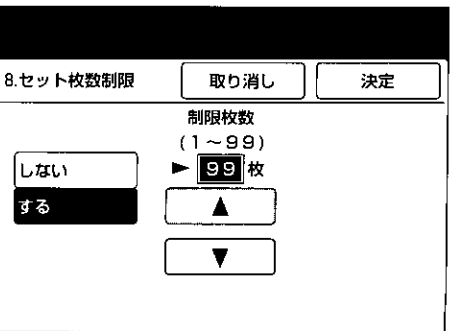 8.セット枚数制限 取り消し 決定
制限枚数
(1~99)
しない ▶ 99 枚
する ▲
▼